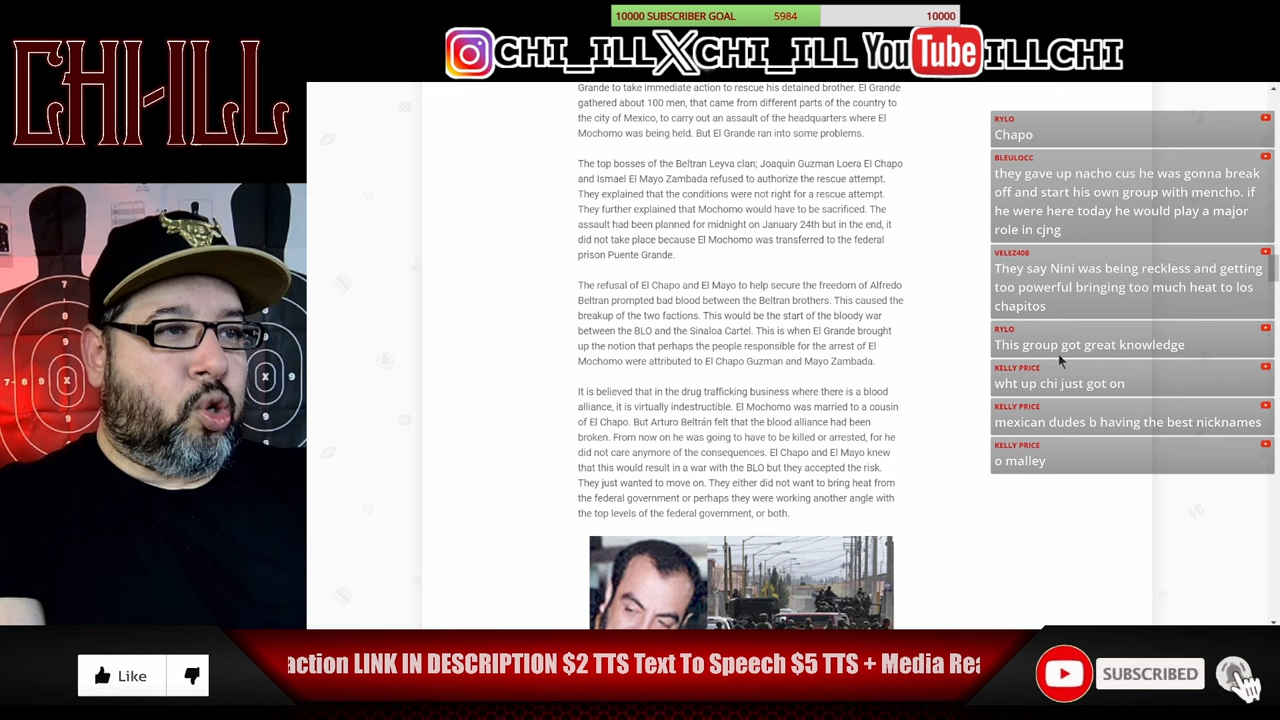 10000 SUBSCRIBER GOAL 5984 10000
CHI-ILL
CHI_ILL XCHI_ILL YouTube ILLCHI
Grande to take immediate action to rescue his detained brother. El Grande
gathered about 100 men, that came from different parts of the country to
the city of Mexico, to carry out an assault of the headquarters where El
Mochomo was being held. But El Grande ran into some problems.
The top bosses of the Beltran Leyva clan; Joaquin Guzman Loera El Chapo
and Ismael El Mayo Zambada refused to authorize the rescue attempt.
They explained that the conditions were not right for a rescue attempt.
They further explained that Mochomo would have to be sacrificed. The
assault had been planned for midnight on January 24th but in the end, it
did not take place because El Mochomo was transferred to the federal
prison Puente Grande.
The refusal of El Chapo and El Mayo to help secure the freedom of Alfredo
Beltran prompted bad blood between the Beltran brothers. This caused the
breakup of the two factions. This would be the start of the bloody war
between the BLO and the Sinaloa Cartel. This is when El Grande brought
up the notion that perhaps the people responsible for the arrest of El
Mochomo were attributed to El Chapo Guzman and Mayo Zambada.
It is believed that in the drug trafficking business where there is a blood
alliance, it is virtually indestructible. El Mochomo was married to a cousin
of El Chapo. But Arturo Beltrán felt that the blood alliance had been
broken. From now on he was going to have to be killed or arrested, for he
did not care anymore of the consequences. El Chapo and El Mayo knew
that this would result in a war with the BLO but they accepted the risk.
They just wanted to move on. They either did not want to bring heat from
the federal government or perhaps they were working another angle with
the top levels of the federal government, or both.
RYLO
Chapo
BLEULOCC
they gave up nacho cus he was gonna break
off and start his own group with mencho. if
he were here today he would play a major
role in cjng
VELEZ408
They say Nini was being reckless and getting
too powerful bringing too much heat to los
chapitos
RYLO
This group got great knowledge
KELLY PRICE
wht up chi just got on
KELLY PRICE
mexican dudes b having the best nicknames
KELLY PRICE
o malley
7
7 8 9 X
X 9
9
Like
action LINK IN DESCRIPTION $2 TTS Text To Speech $5 TTS + Media Rea
SUBSCRIBED